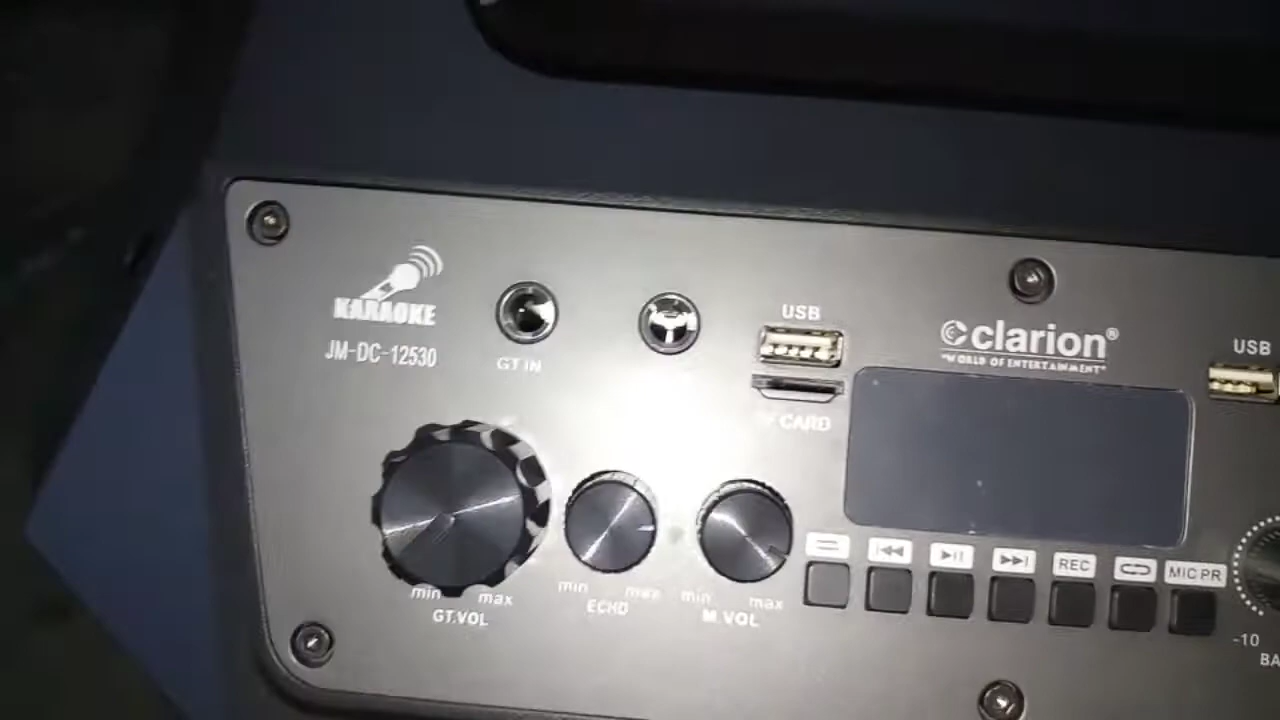 KARAOKE
JM-DC-12530
GT IN
USB
CARD
clarion®
"WORLD OF ENTERTAINMENT"
USB
min max
GT.VOL
min max
ECHO
min max
M.VOL
REC
MIC PR
-10
BA